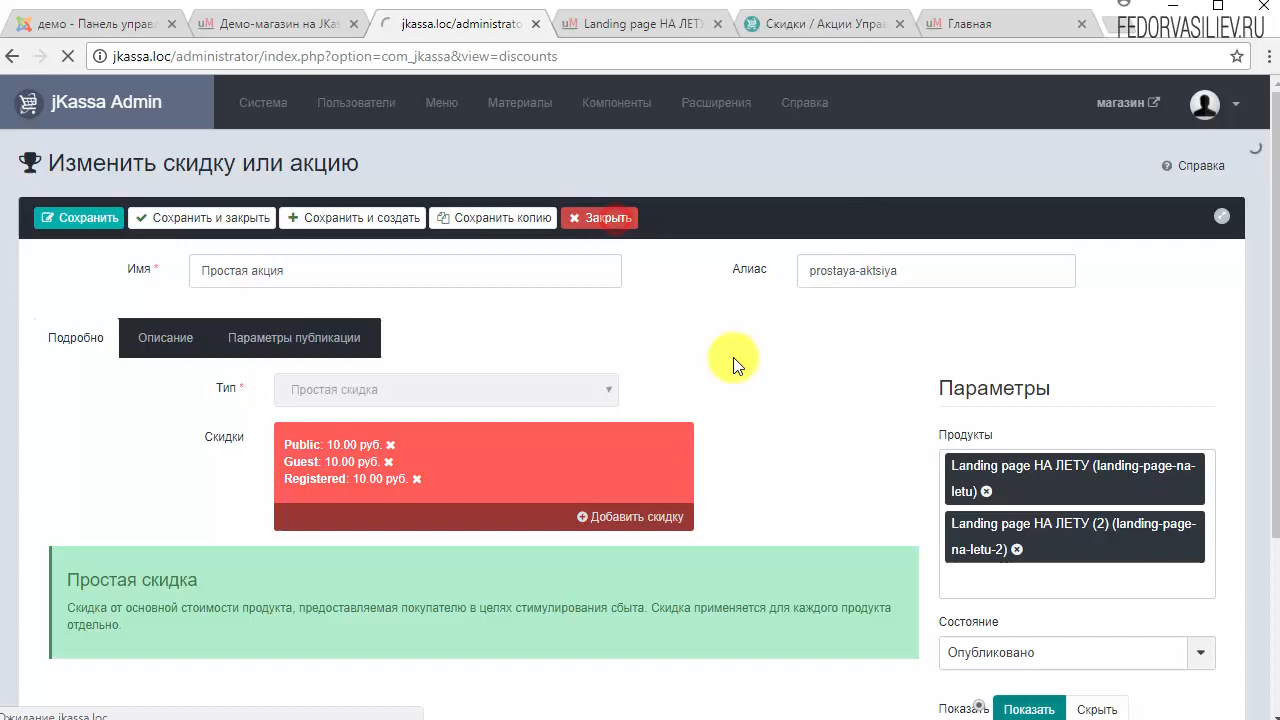 демо - Панель управ
Демо-магазин на JKas
jkassa.loc/administrato
Landing page НА ЛЕТУ
Скидки / Акции Упра
Главная
FEDORVASILIEV.RU
jkassa.loc/administrator/index.php?option=com_jkassa&view=discounts
jKassa Admin
Система
Пользователи
Меню
Материалы
Компоненты
Расширения
Справка
магазин
Изменить скидку или акцию
Справка
Сохранить
Сохранить и закрыть
Сохранить и создать
Сохранить копию
Закрыть
Имя *
Простая акция
Алиас
prostaya-aktsiya
Подробно
Описание
Параметры публикации
Тип *
Простая скидка
Скидки
Public: 10.00 руб.
Guest: 10.00 руб.
Registered: 10.00 руб.
Добавить скидку
Простая скидка
Скидка от основной стоимости продукта, предоставляемая покупателю в целях стимулирования сбыта. Скидка применяется для каждого продукта
отдельно.
Параметры
Продукты
Landing page НА ЛЕТУ (landing-page-na-
letu)
Landing page НА ЛЕТУ (2) (landing-page-
na-letu-2)
Состояние
Опубликовано
Показать
Показать
Скрыть
Ожидание jkassa.loc